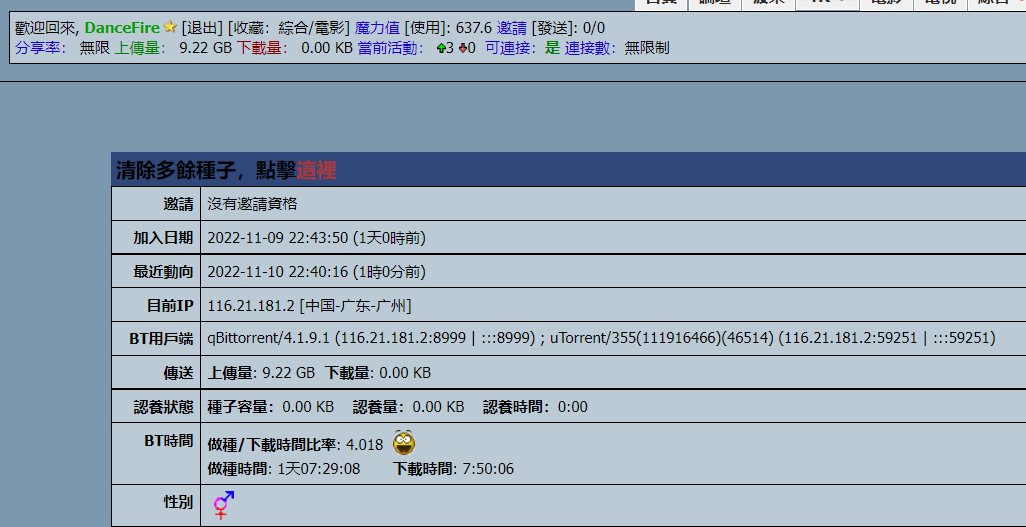 歡迎回來, DanceFire [退出] [收藏：綜合/電影] 魔力值 [使用]: 637.6 邀請 [發送]: 0/0
分享率： 無限 上傳量： 9.22 GB 下載量： 0.00 KB 當前活動： 3 0 可連接：是 連接數：無限制
清除多餘種子，點擊這裡
邀請 沒有邀請資格
加入日期 2022-11-09 22:43:50 (1天0時前)
最近動向 2022-11-10 22:40:16 (1時0分前)
目前IP 116.21.181.2 [中国-广东-广州]
BT用戶端 qBittorrent/4.1.9.1 (116.21.181.2:8999 | :::8999) ; uTorrent/355(111916466)(46514) (116.21.181.2:59251 | :::59251)
傳送 上傳量: 9.22 GB 下載量: 0.00 KB
認養狀態 種子容量：0.00 KB 認養量：0.00 KB 認養時間：0:00
BT時間 做種/下載時間比率: 4.018
做種時間: 1天07:29:08 下載時間: 7:50:06
性別